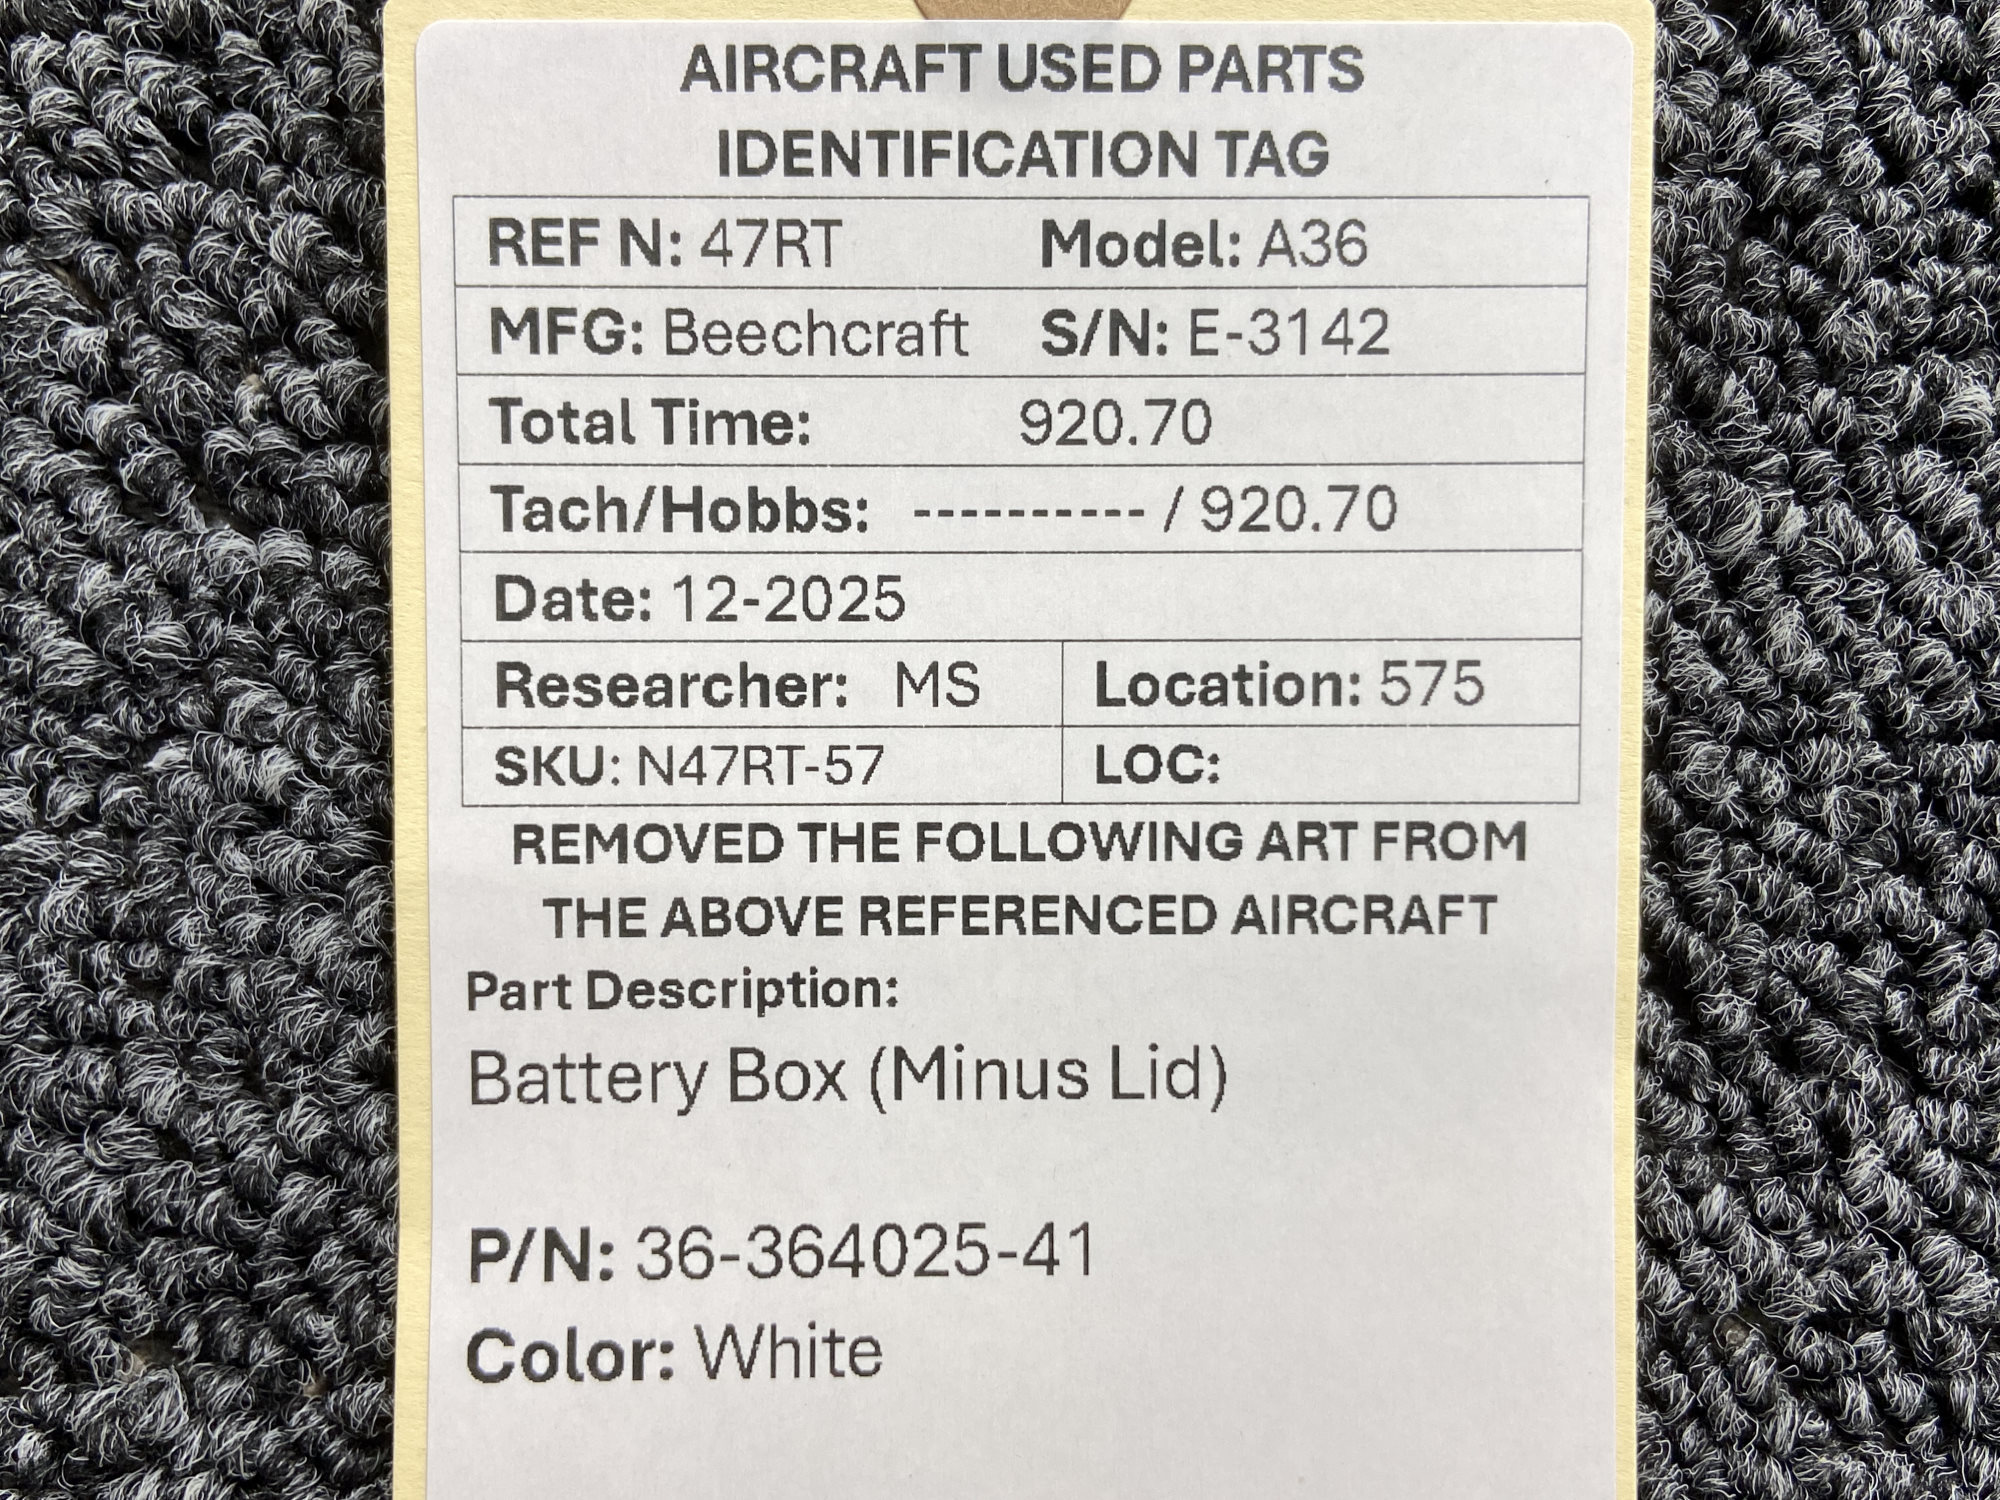 AIRCRAFT USED PARTS
IDENTIFICATION TAG
REF N: 47RT Model: A36
MFG: Beechcraft S/N: E-3142
Total Time: 920.70
Tach/Hobbs: ---------- / 920.70
Date: 12-2025
Researcher: MS Location: 575
SKU: N47RT-57 LOC:
REMOVED THE FOLLOWING ART FROM
THE ABOVE REFERENCED AIRCRAFT
Part Description:
Battery Box (Minus Lid)
P/N: 36-364025-41
Color: White